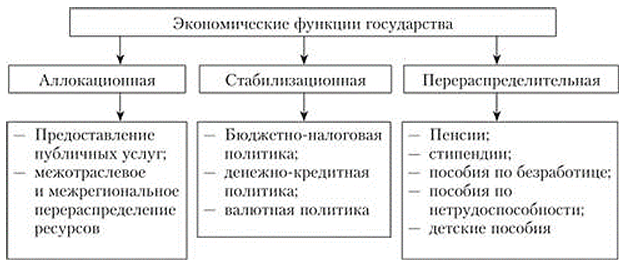 Экономические функции государства
Аллокационная
Стабилизационная
Перераспределительная
— Предоставление
публичных услуг;
— межотраслевое
и межрегиональное
перераспределение
ресурсов
— Бюджетно-налоговая
политика;
— денежно-кредитная
политика;
— валютная политика
— Пенсии;
— стипендии;
— пособия по безработице;
— пособия по
нетрудоспособности;
— детские пособия